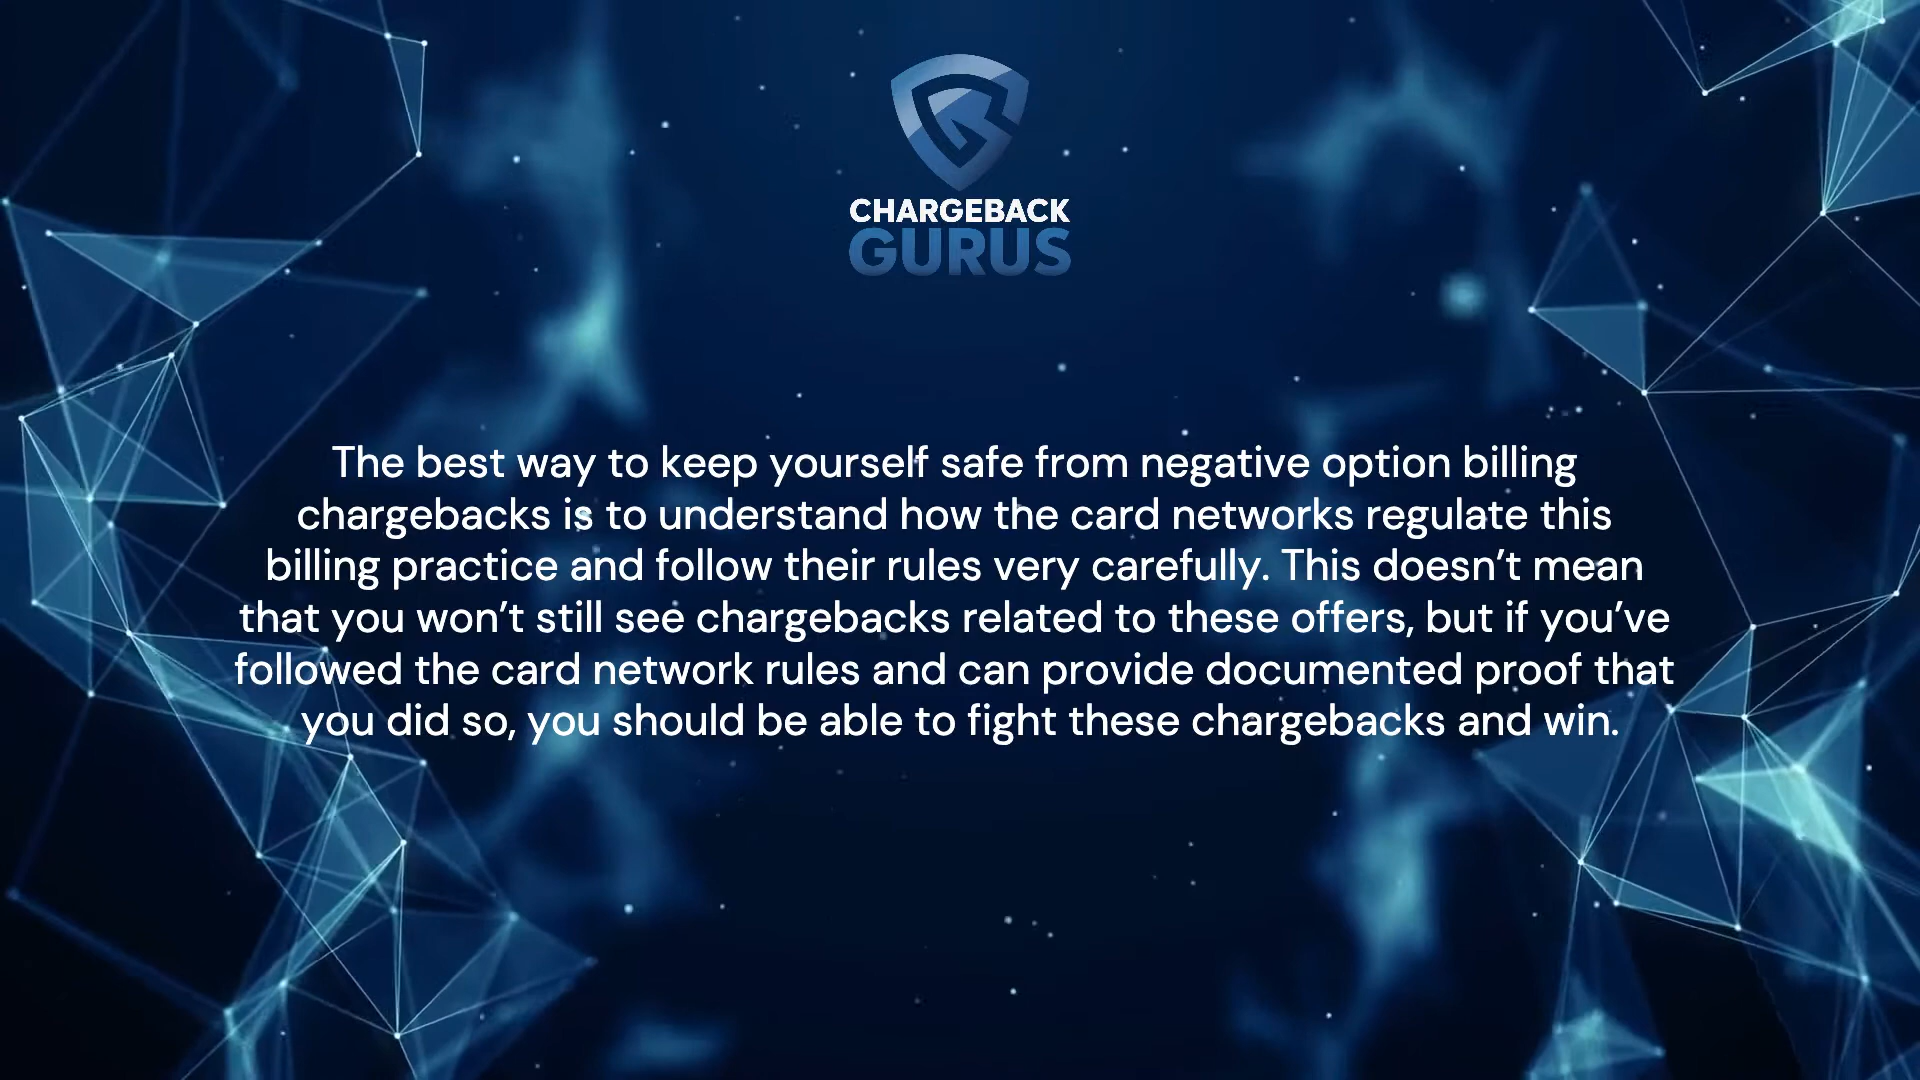 CHARGEBACK
GURUS
The best way to keep yourself safe from negative option billing
chargebacks is to understand how the card networks regulate this
billing practice and follow their rules very carefully. This doesn’t mean
that you won’t still see chargebacks related to these offers, but if you’ve
followed the card network rules and can provide documented proof that
you did so, you should be able to fight these chargebacks and win.